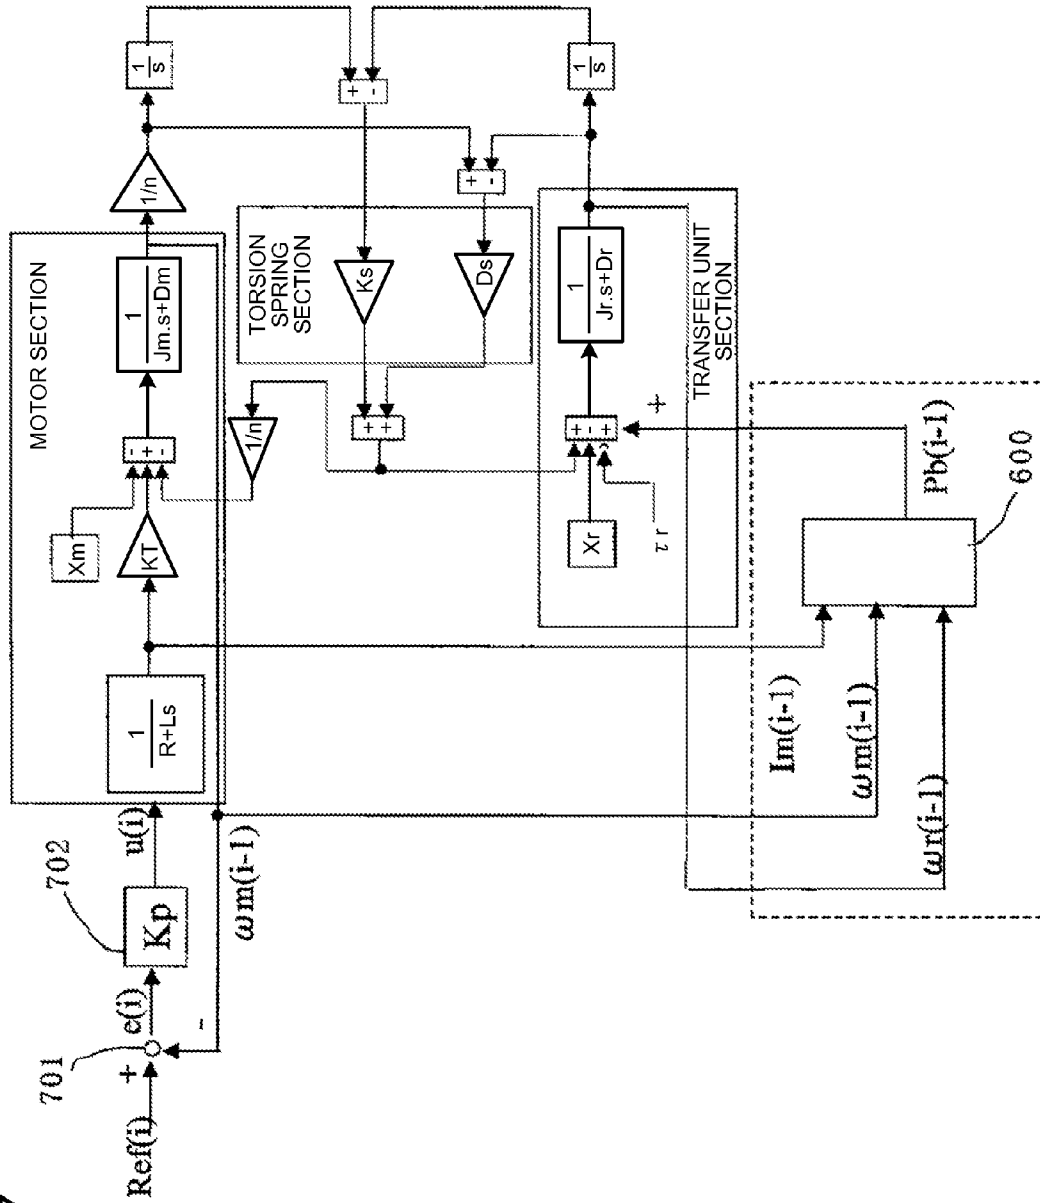 Ref(i)
+
-
701
e(i)
Kp
702
u(i)
ωm(i-1)
MOTOR SECTION
1
R+Ls
KT
Xm
-
+
-
1
Jm.s+Dm
1/n
1
s
1/n
TORSION
SPRING
SECTION
Ks
Ds
+
+
+
-
+
-
TRANSFER UNIT
SECTION
Xr
τr
+
-
+
+
1
Jr.s+Dr
1
s
Im(i-1)
ωm(i-1)
ωr(i-1)
Pb(i-1)
600